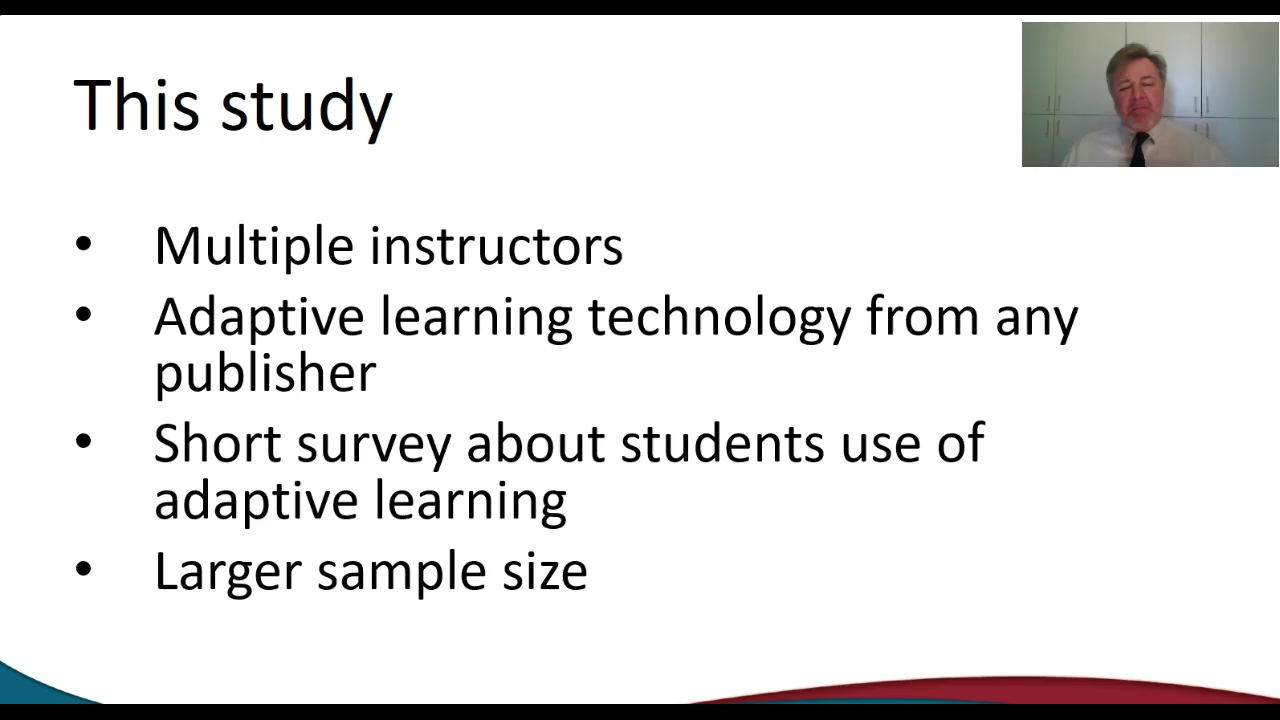 This study
• Multiple instructors
• Adaptive learning technology from any
publisher
• Short survey about students use of
adaptive learning
• Larger sample size